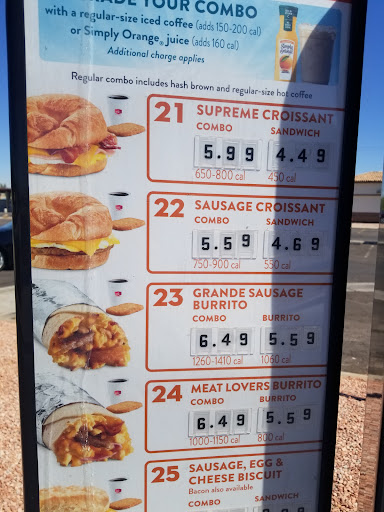 YOUR COMBO
with a regular-size iced coffee (adds 150-200 cal)
or Simply Orange® juice (adds 160 cal)
Additional charge applies
Simply Orange
Regular combo includes hash brown and regular-size hot coffee
21 SUPREME CROISSANT
COMBO SANDWICH
5.99 4.49
650-800 cal 450 cal
22 SAUSAGE CROISSANT
COMBO SANDWICH
5.59 4.69
750-900 cal 550 cal
23 GRANDE SAUSAGE
BURRITO
COMBO BURRITO
6.49 5.59
1260-1410 cal 1060 cal
24 MEAT LOVERS BURRITO
COMBO BURRITO
6.49 5.59
1000-1150 cal 800 cal
25 SAUSAGE, EGG &
CHEESE BISCUIT
Bacon also available
COMBO SANDWICH